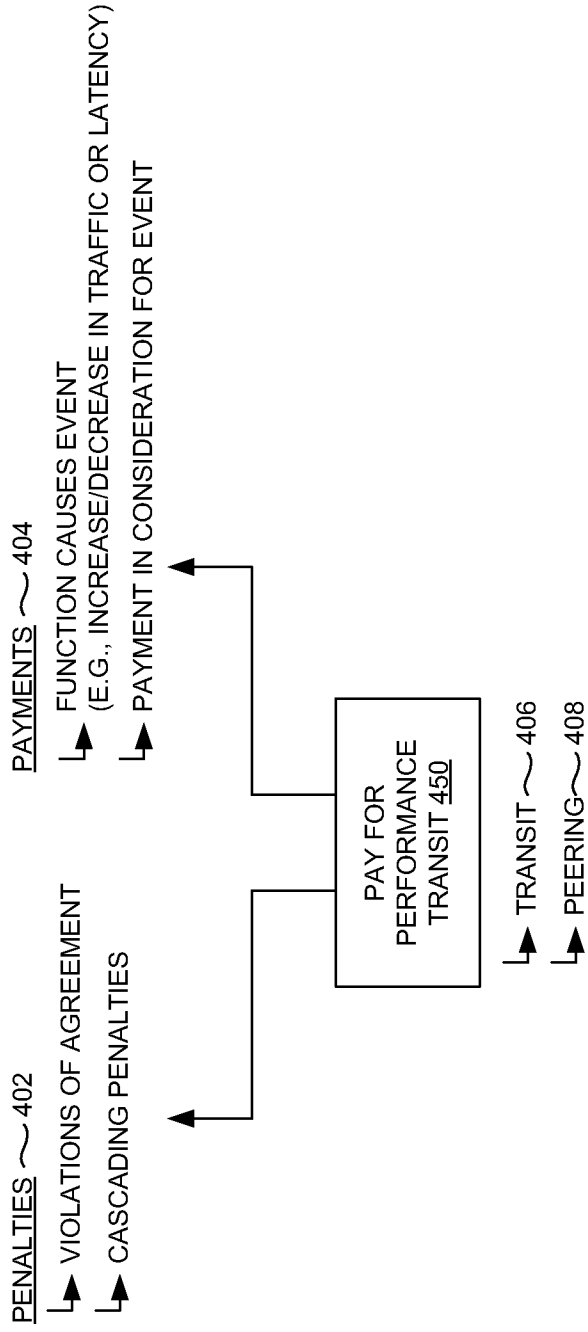 PENALTIES 402
VIOLATIONS OF AGREEMENT
CASCADING PENALTIES
PAYMENTS 404
FUNCTION CAUSES EVENT
(E.G., INCREASE/DECREASE IN TRAFFIC OR LATENCY)
PAYMENT IN CONSIDERATION FOR EVENT
PAY FOR
PERFORMANCE
TRANSIT 450
TRANSIT 406
PEERING 408